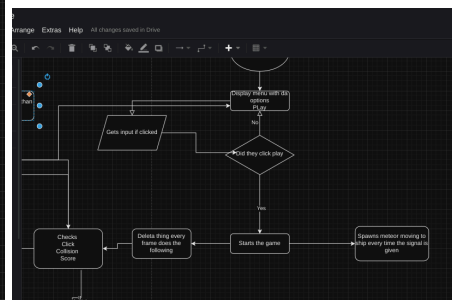 e
Arrange Extras Help All changes saved in Drive
than
Display menu with da
options
PLay
Gets input if clicked
No
Did they click play
Yes
Checks
Click
Collision
Score
Deleta thing every
frame does the
following
Starts the game
Spawns meteor moving to
ship every time the signal is
given